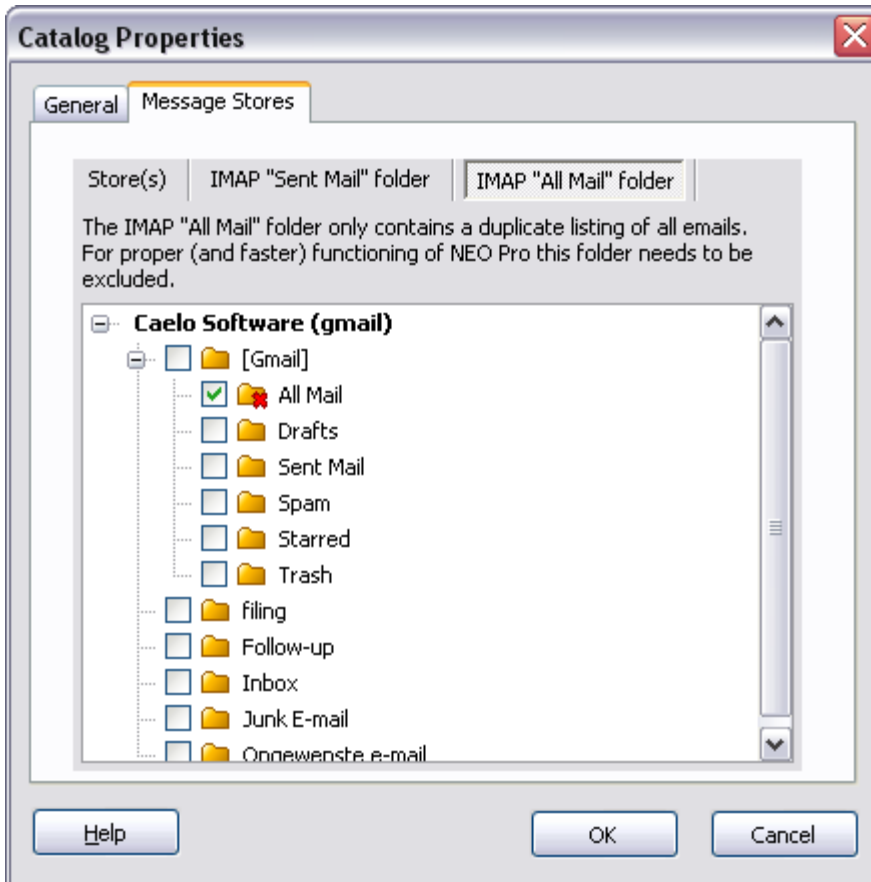 Catalog Properties
General
Message Stores
Store(s)
IMAP "Sent Mail" folder
IMAP "All Mail" folder
The IMAP "All Mail" folder only contains a duplicate listing of all emails.
For proper (and faster) functioning of NEO Pro this folder needs to be
excluded.
Caelo Software (gmail)
[Gmail]
All Mail
Drafts
Sent Mail
Spam
Starred
Trash
filing
Follow-up
Inbox
Junk E-mail
Ongewenste e-mail
Help
OK
Cancel